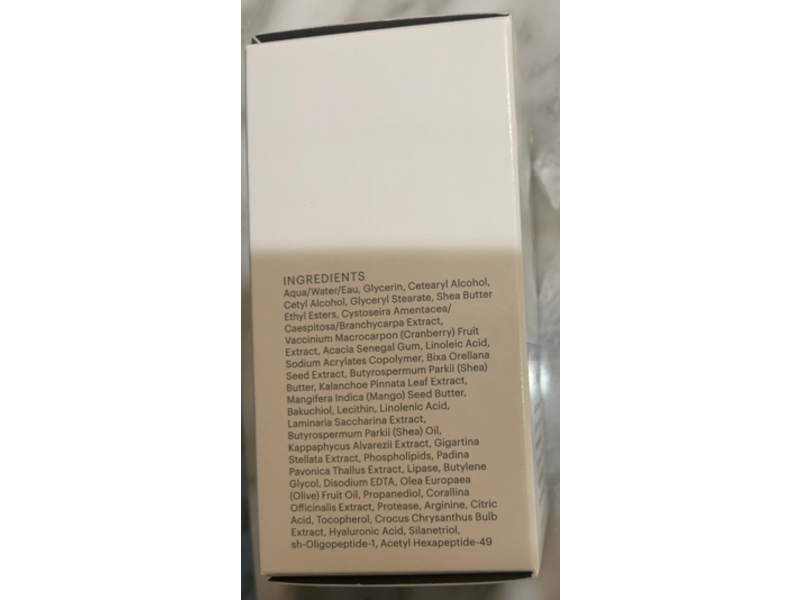 INGREDIENTS
Aqua/Water/Eau, Glycerin, Cetearyl Alcohol,
Cetyl Alcohol, Glyceryl Stearate, Shea Butter
Ethyl Esters, Cystoseira Amentacea/
Caespitosa/Branchycarpa Extract,
Vaccinium Macrocarpon (Cranberry) Fruit
Extract, Acacia Senegal Gum, Linoleic Acid,
Sodium Acrylates Copolymer, Bixa Orellana
Seed Extract, Butyrospermum Parkii (Shea)
Butter, Kalanchoe Pinnata Leaf Extract,
Mangifera Indica (Mango) Seed Butter,
Bakuchiol, Lecithin, Linolenic Acid,
Laminaria Saccharina Extract,
Butyrospermum Parkii (Shea) Oil,
Kappaphycus Alvarezii Extract, Gigartina
Stellata Extract, Phospholipids, Padina
Pavonica Thallus Extract, Lipase, Butylene
Glycol, Disodium EDTA, Olea Europaea
(Olive) Fruit Oil, Propanediol, Corallina
Officinalis Extract, Protease, Arginine, Citric
Acid, Tocopherol, Crocus Chrysanthus Bulb
Extract, Hyaluronic Acid, Silanetriol,
sh-Oligopeptide-1, Acetyl Hexapeptide-49